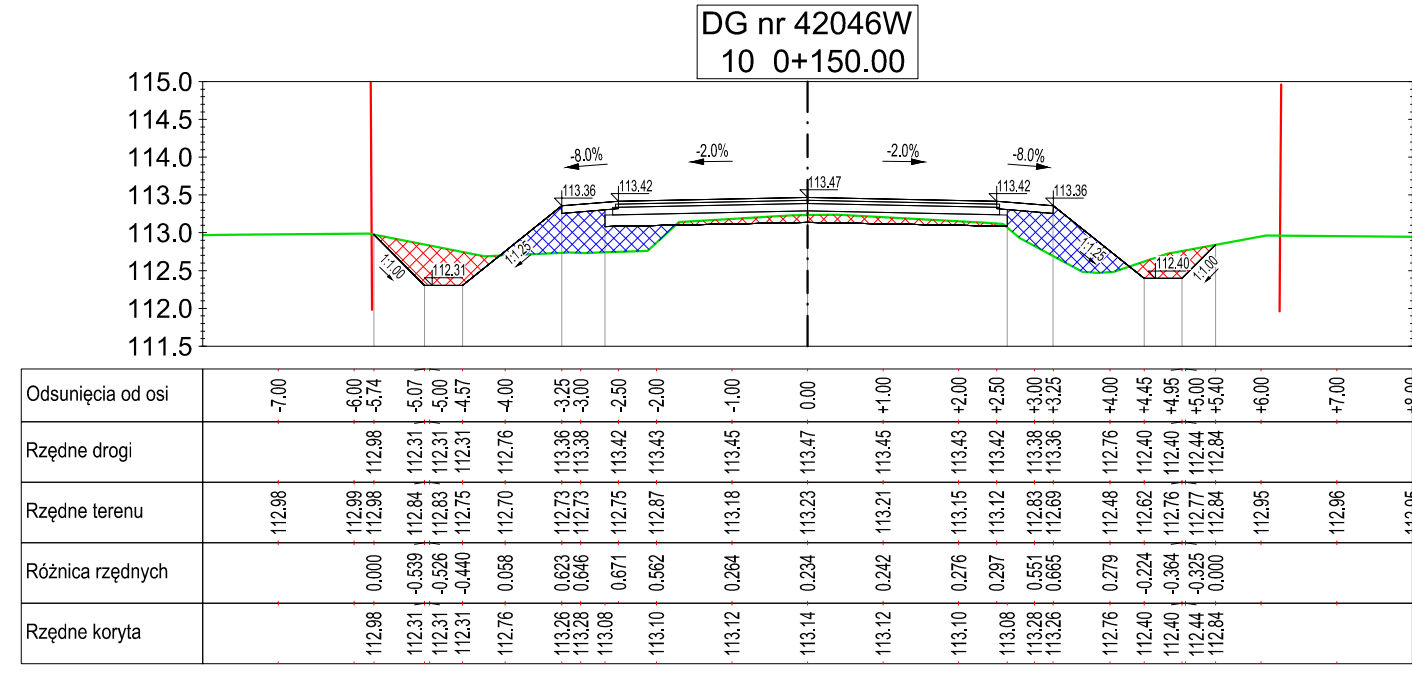 DG nr 42046W
10 0+150.00
115.0
114.5
114.0
113.5
113.0
112.5
112.0
111.5
-8.0% -2.0% -2.0% -8.0%
113.36 113.42 113.47 113.42 113.36
1:1.00 112.31 1:1.25 1:1.25 112.40 1:1.00
Odsunięcia od osi -7.00 -6.00 -5.74 -5.07 -5.00 -4.57 -4.00 -3.25 -3.00 -2.50 -2.00 -1.00 0.00 +1.00 +2.00 +2.50 +3.00 +3.25 +4.00 +4.45 +4.95 +5.00 +5.40 +6.00 +7.00 +8.00
Rzędne drogi 112.98 112.31 112.31 112.31 112.76 113.36 113.38 113.42 113.43 113.45 113.47 113.45 113.43 113.42 113.38 113.36 112.76 112.40 112.40 112.44 112.84
Rzędne terenu 112.98 112.99 112.98 112.84 112.83 112.75 112.70 112.73 112.73 112.75 112.87 113.18 113.23 113.21 113.15 113.12 112.83 112.69 112.48 112.62 112.76 112.77 112.84 112.95 112.96 112.95
Różnica rzędnych 0.000 -0.539 -0.526 -0.440 0.058 0.623 0.646 0.671 0.562 0.264 0.234 0.242 0.276 0.297 0.551 0.665 0.279 -0.224 -0.364 -0.325 0.000
Rzędne koryta 112.98 112.31 112.31 112.31 112.76 113.26 113.28 113.08 113.10 113.12 113.14 113.12 113.10 113.08 113.28 113.26 112.76 112.40 112.40 112.44 112.84